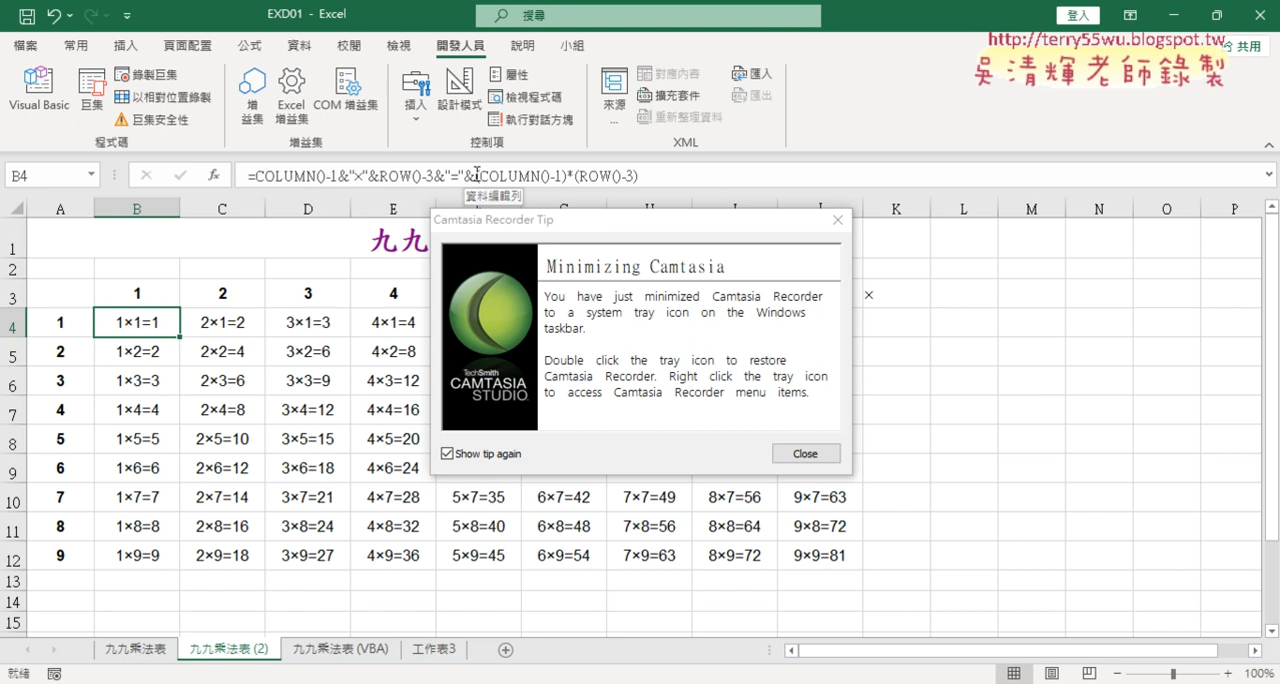 EXD01 - Excel
搜尋
登入
http://terry55wu.blogspot.tw
吳清輝老師錄製
檔案 常用 插入 頁面配置 公式 資料 校閱 檢視 開發人員 說明 小組 共用
Visual Basic
巨集
錄製巨集
以相對位置錄製
巨集安全性
程式碼
增益集
Excel 增益集
COM 增益集
增益集
插入
設計模式
屬性
檢視程式碼
執行對話方塊
控制項
來源
...
對應內容
擴充套件
重新整理資料
匯入
匯出
XML
B4
fx
=COLUMN()-1&"×"&ROW()-3&"="&(COLUMN()-1)*(ROW()-3)
資料編輯列
A B C D E K L M N O P
1 九九
2
3 1 2 3 4 ×
4 1 1×1=1 2×1=2 3×1=3 4×1=4
5 2 1×2=2 2×2=4 3×2=6 4×2=8
6 3 1×3=3 2×3=6 3×3=9 4×3=12
7 4 1×4=4 2×4=8 3×4=12 4×4=16
8 5 1×5=5 2×5=10 3×5=15 4×5=20
9 6 1×6=6 2×6=12 3×6=18 4×6=24
10 7 1×7=7 2×7=14 3×7=21 4×7=28 5×7=35 6×7=42 7×7=49 8×7=56 9×7=63
11 8 1×8=8 2×8=16 3×8=24 4×8=32 5×8=40 6×8=48 7×8=56 8×8=64 9×8=72
12 9 1×9=9 2×9=18 3×9=27 4×9=36 5×9=45 6×9=54 7×9=63 8×9=72 9×9=81
13
14
15
Camtasia Recorder Tip
TechSmith
CAMTASIA
STUDIO
Minimizing Camtasia
You have just minimized Camtasia Recorder
to a system tray icon on the Windows
taskbar.
Double click the tray icon to restore
Camtasia Recorder. Right click the tray icon
to access Camtasia Recorder menu items.
Show tip again
Close
九九乘法表 九九乘法表 (2) 九九乘法表 (VBA) 工作表3
就緒
100%